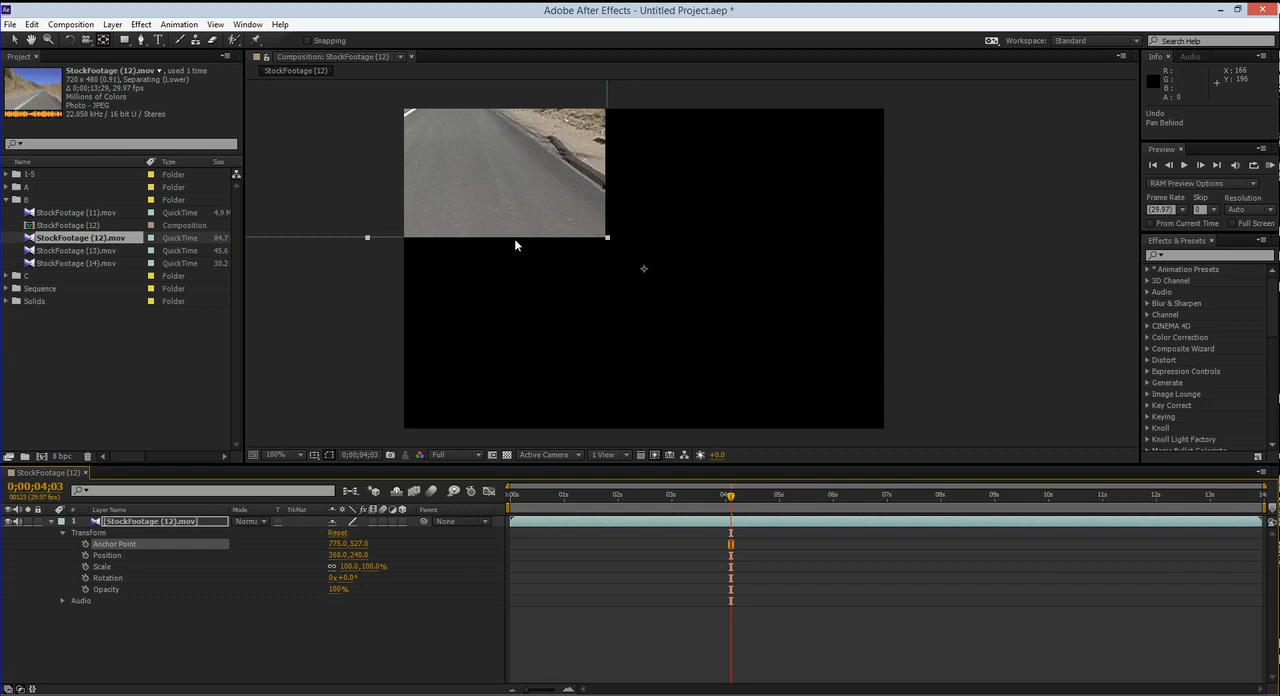 Adobe After Effects - Untitled Project.aep *
File Edit Composition Layer Effect Animation View Window Help
Snapping
Workspace: Standard
Search Help
Project ×
StockFootage (12).mov ▼, used 1 time
720 x 480 (0.91), Separating (Lower)
Δ 0;00;13;29, 29.97 fps
Millions of Colors
Photo - JPEG
22.050 kHz / 16 bit U / Stereo
Name Type Size
1-5 Folder
A Folder
B Folder
StockFootage (11).mov QuickTime 4.9 M
StockFootage (12) Composition
StockFootage (12).mov QuickTime 84.7
StockFootage (13).mov QuickTime 45.6
StockFootage (14).mov QuickTime 30.2
C Folder
Sequence Folder
Solids Folder
8 bpc
Composition: StockFootage (12)
StockFootage (12)
100% 0;00;04;03 Full Active Camera 1 View +0.0
Info × Audio
R : X : 166
G : Y : 196
B :
A : 0
Undo
Pan Behind
Preview ×
RAM Preview Options
Frame Rate Skip Resolution
(29.97) 0 Auto
From Current Time Full Screen
Effects & Presets ×
* Animation Presets
3D Channel
Audio
Blur & Sharpen
Channel
CINEMA 4D
Color Correction
Composite Wizard
Distort
Expression Controls
Generate
Image Lounge
Key Correct
Keying
Knoll
Knoll Light Factory
StockFootage (12) ×
0;00;04;03
00123 (29.97 fps)
# Layer Name Mode T TrkMat Parent
:00s 01s 02s 03s 04s 05s 06s 07s 08s 09s 10s 11s 12s 13s 14
1 [StockFootage (12).mov] Norma None
Transform Reset
Anchor Point 775.0,527.0
Position 360.0,240.0
Scale 100.0,100.0%
Rotation 0x+0.0°
Opacity 100%
Audio